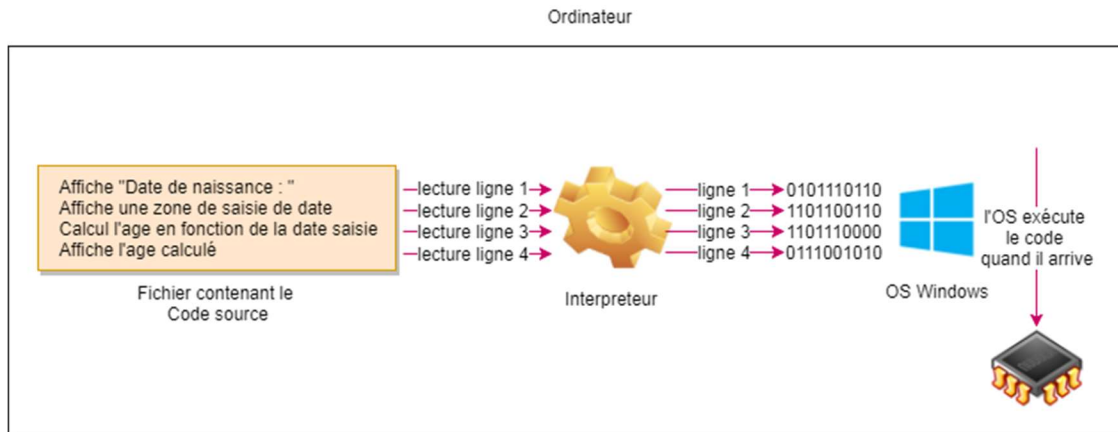 Ordinateur
Affiche "Date de naissance : "
Affiche une zone de saisie de date
Calcul l'age en fonction de la date saisie
Affiche l'age calculé
Fichier contenant le
Code source
lecture ligne 1
lecture ligne 2
lecture ligne 3
lecture ligne 4
Interpreteur
ligne 1 0101110110
ligne 2 1101100110
ligne 3 1101110000
ligne 4 0111001010
OS Windows
l'OS exécute
le code
quand il arrive